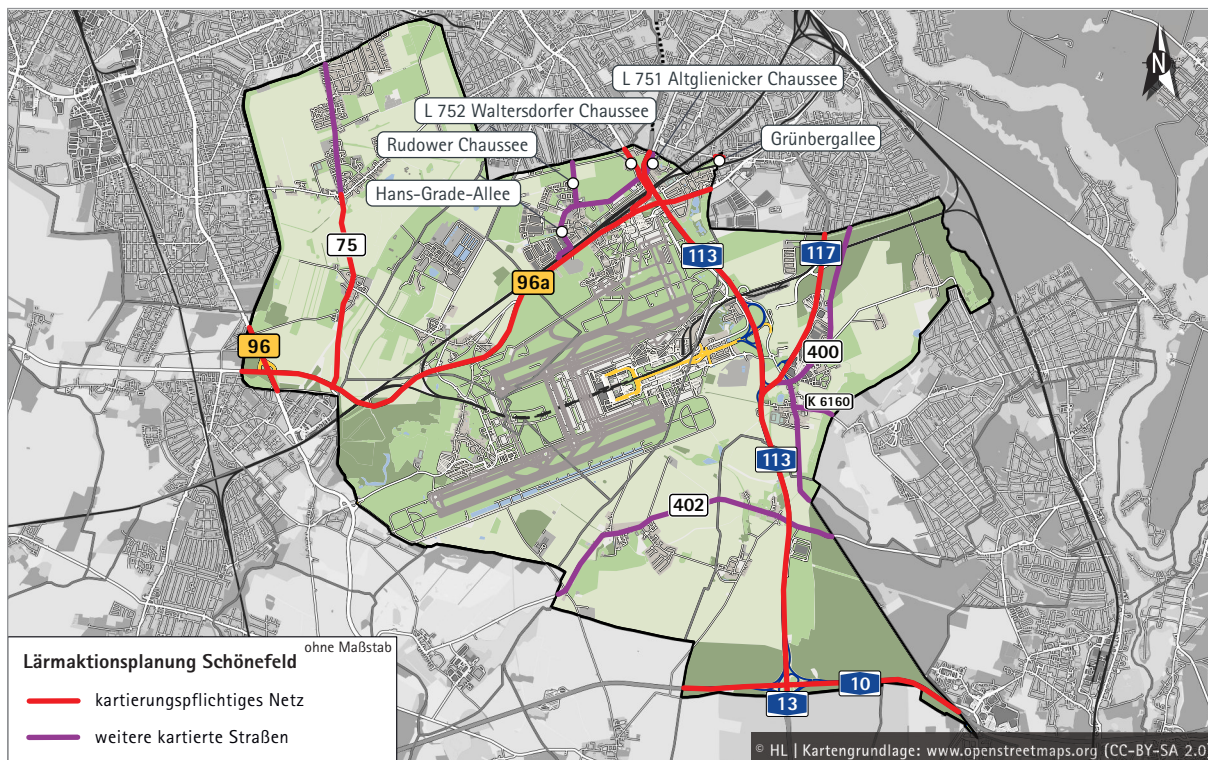 N
L 751 Altglienicker Chaussee
L 752 Waltersdorfer Chaussee
Rudower Chaussee
Grünbergallee
Hans-Grade-Allee
75
113
117
96a
96
400
K 6160
113
402
10
13
ohne Maßstab
Lärmaktionsplanung Schönefeld
kartierungspflichtiges Netz
weitere kartierte Straßen
© HL | Kartengrundlage: www.openstreetmaps.org (CC-BY-SA 2.0)